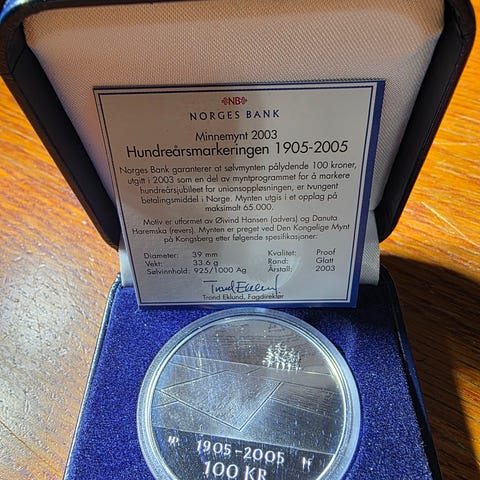 NB
NORGES BANK
Minnemynt 2003
Hundreårsmarkeringen 1905-2005
Norges Bank garanterer at sølvmynten pålydende 100 kroner,
utgitt i 2003 som en del av myntprogrammet for å markere
hundreårsjubileet for unionsoppløsningen, er tvungent
betalingsmiddel i Norge. Mynten utgis i et opplag på
maksimalt 65.000.
Motiv er utformet av Øivind Hansen (advers) og Danuta
Haremska (revers). Mynten er preget ved Den Kongelige Mynt
på Kongsberg etter følgende spesifikasjoner:
Diameter: 39 mm Kvalitet: Proof
Vekt: 33.6 g Rand: Glatt
Sølvinnhold: 925/1000 Ag Årstall: 2003
Trond Eklund
Trond Eklund, Fagdirektør
1905-2005
100 KR